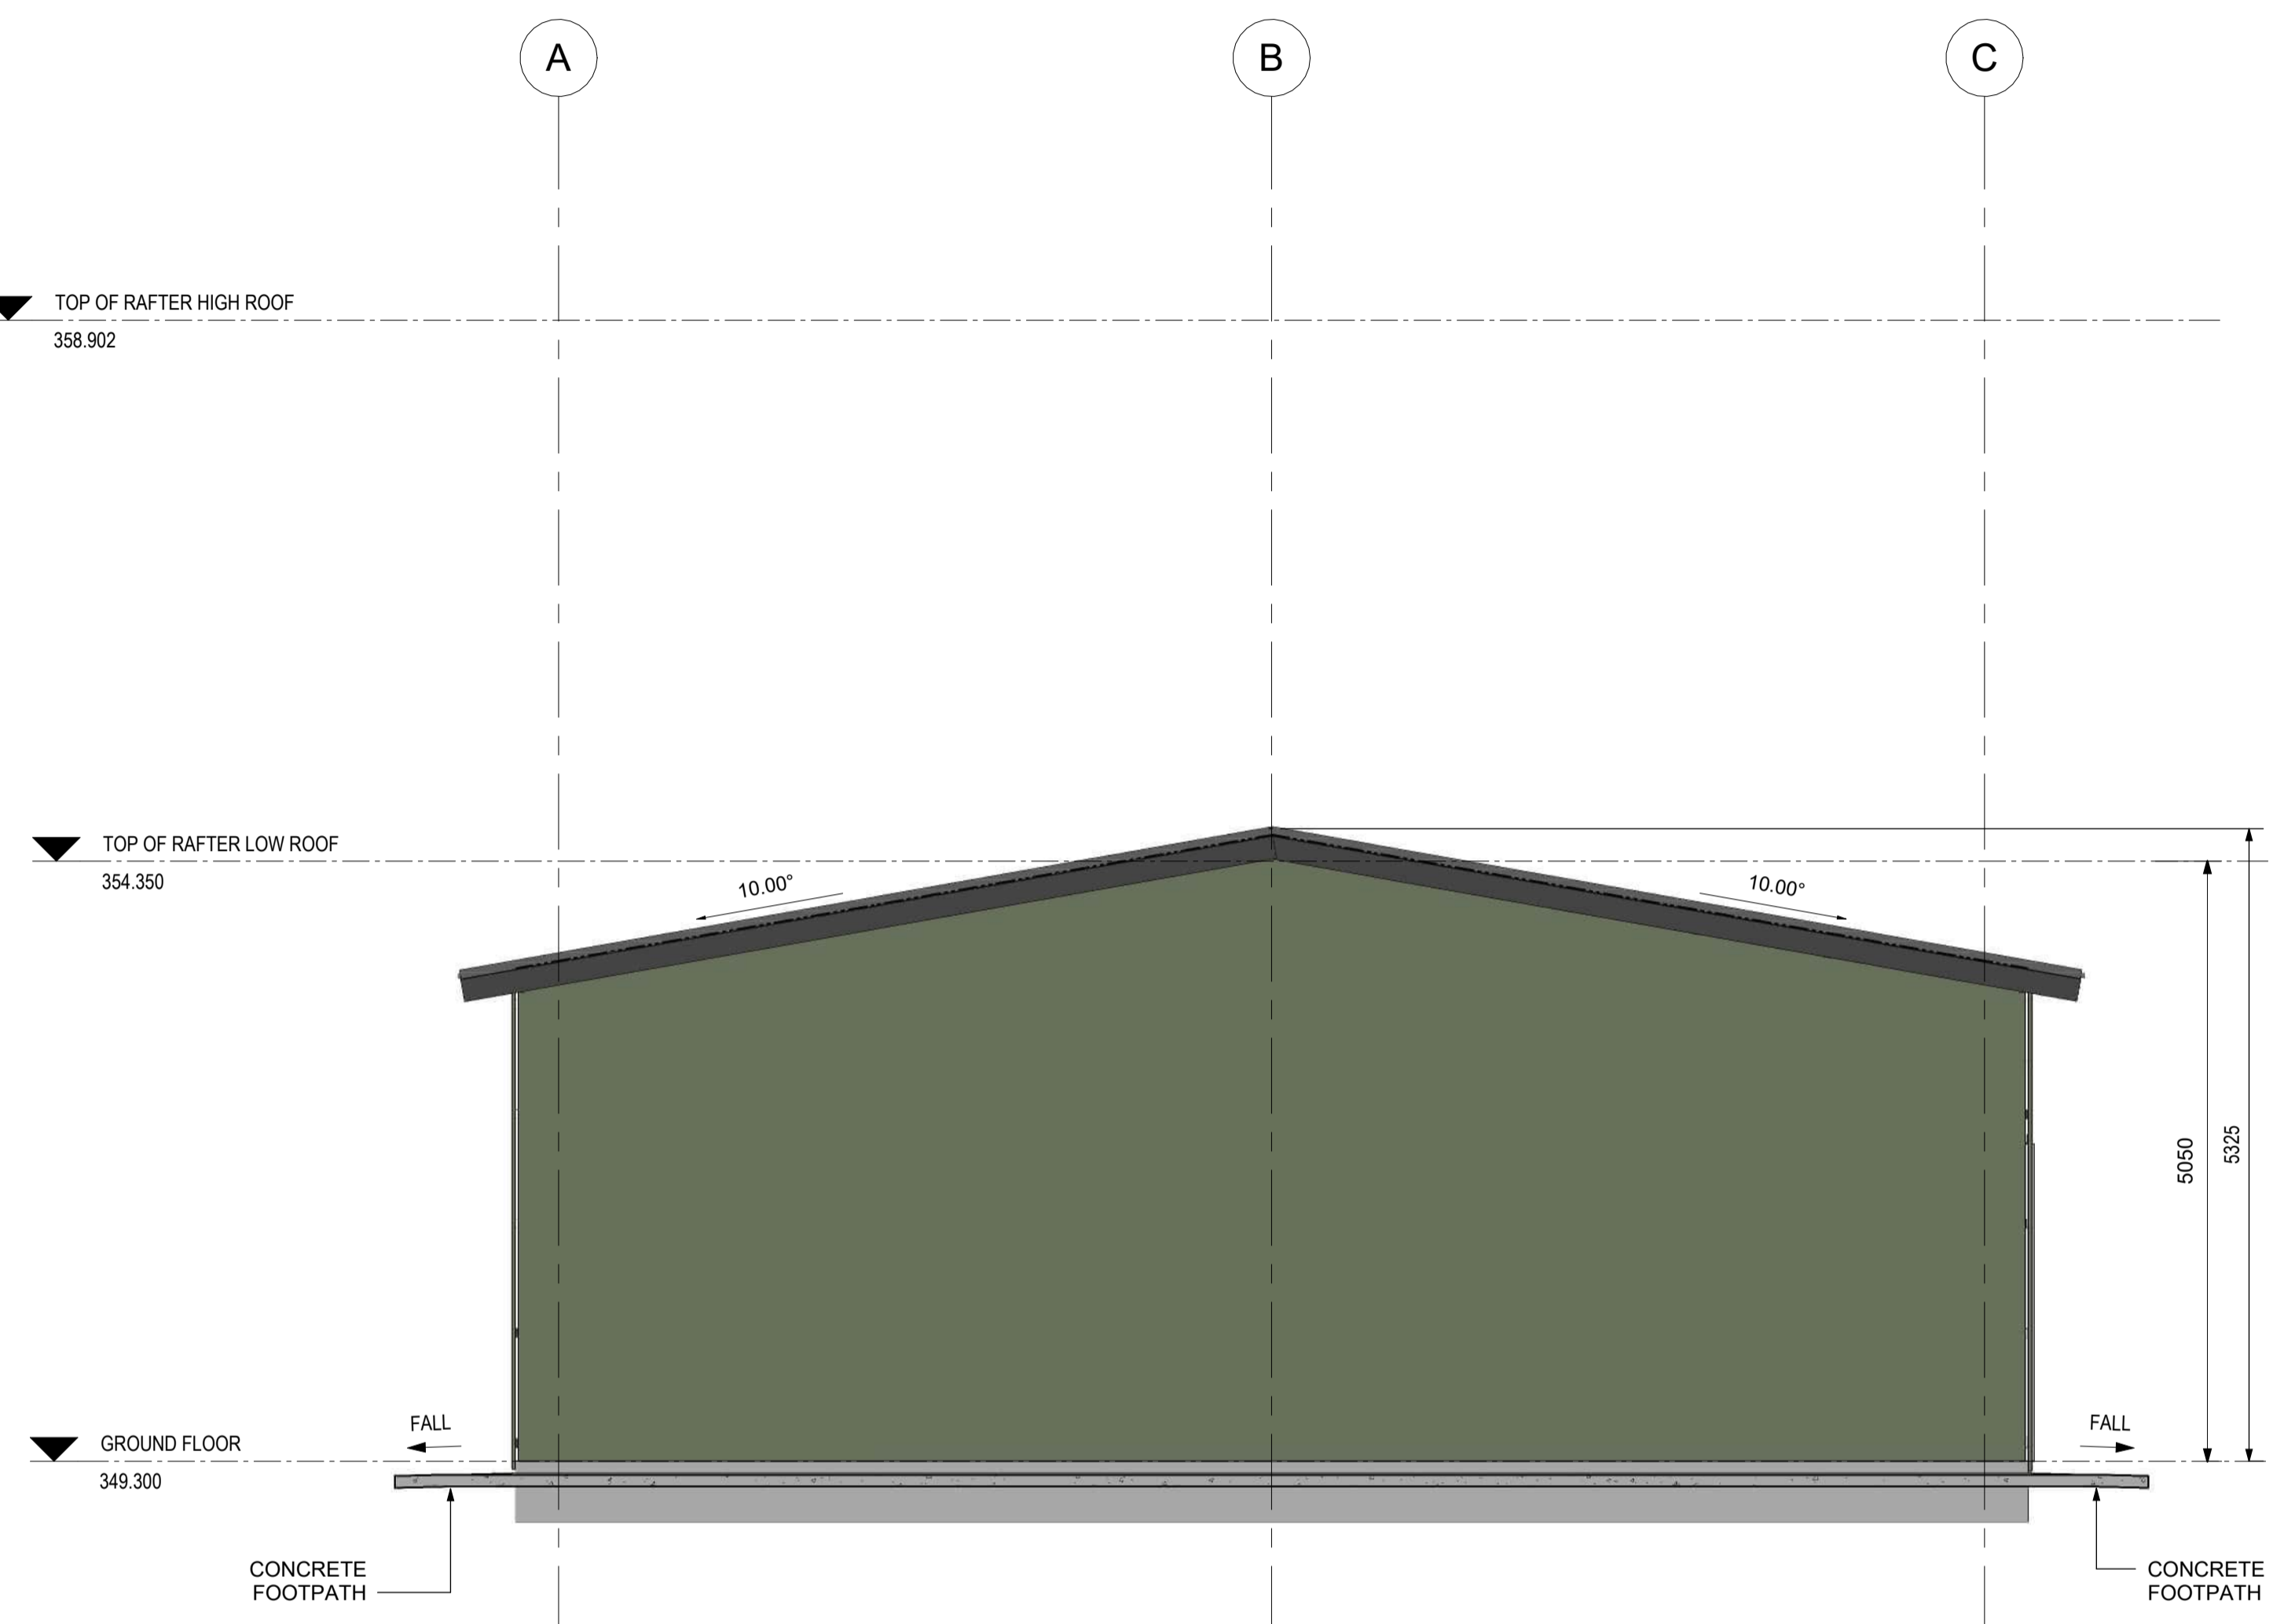 A
B
C
TOP OF RAFTER HIGH ROOF
358.902
TOP OF RAFTER LOW ROOF
354.350
10.00°
10.00°
5050
5325
FALL
FALL
GROUND FLOOR
349.300
CONCRETE
FOOTPATH
CONCRETE
FOOTPATH